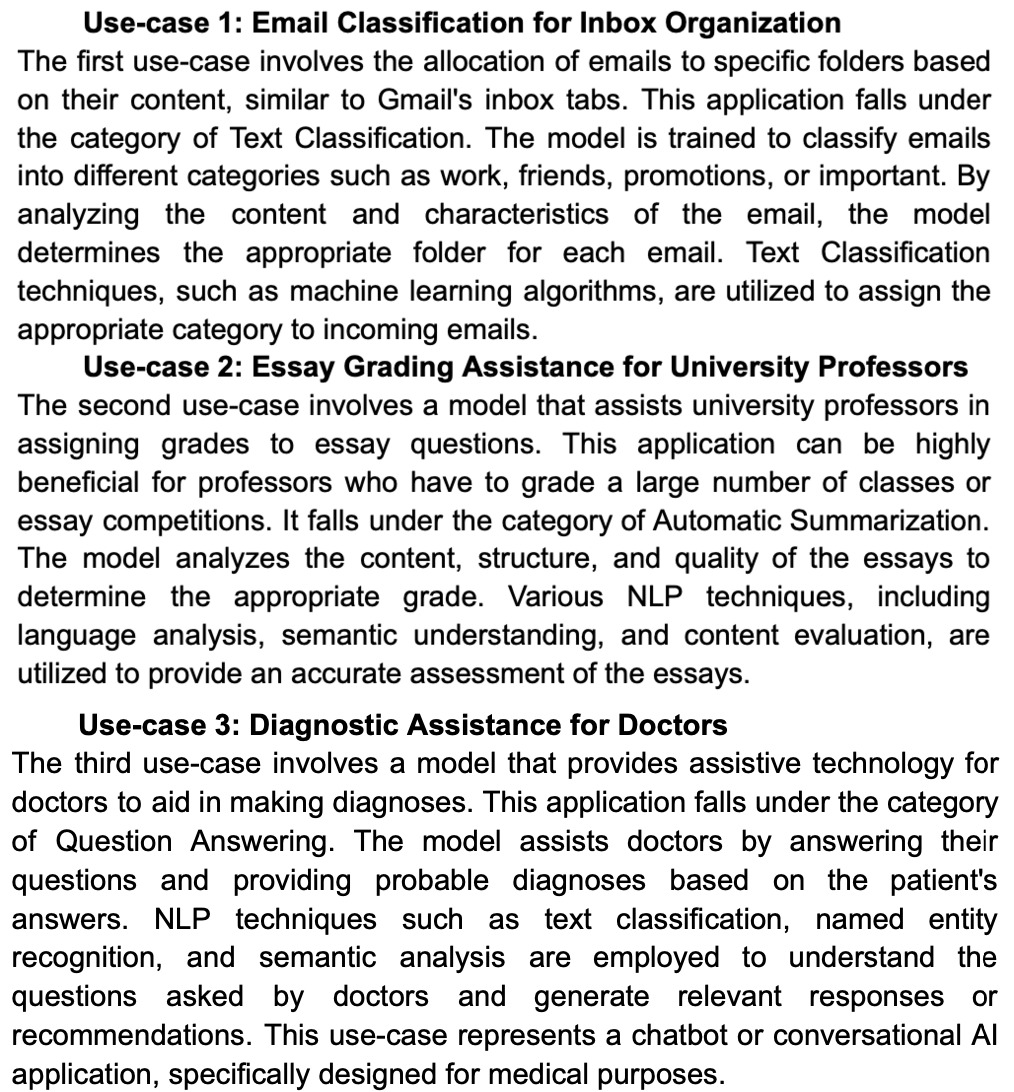 Use-case 1: Email Classification for Inbox Organization
The first use-case involves the allocation of emails to specific folders based
on their content, similar to Gmail's inbox tabs. This application falls under
the category of Text Classification. The model is trained to classify emails
into different categories such as work, friends, promotions, or important. By
analyzing the content and characteristics of the email, the model
determines the appropriate folder for each email. Text Classification
techniques, such as machine learning algorithms, are utilized to assign the
appropriate category to incoming emails.
Use-case 2: Essay Grading Assistance for University Professors
The second use-case involves a model that assists university professors in
assigning grades to essay questions. This application can be highly
beneficial for professors who have to grade a large number of classes or
essay competitions. It falls under the category of Automatic Summarization.
The model analyzes the content, structure, and quality of the essays to
determine the appropriate grade. Various NLP techniques, including
language analysis, semantic understanding, and content evaluation, are
utilized to provide an accurate assessment of the essays.
Use-case 3: Diagnostic Assistance for Doctors
The third use-case involves a model that provides assistive technology for
doctors to aid in making diagnoses. This application falls under the category
of Question Answering. The model assists doctors by answering their
questions and providing probable diagnoses based on the patient's
answers. NLP techniques such as text classification, named entity
recognition, and semantic analysis are employed to understand the
questions asked by doctors and generate relevant responses or
recommendations. This use-case represents a chatbot or conversational AI
application, specifically designed for medical purposes.